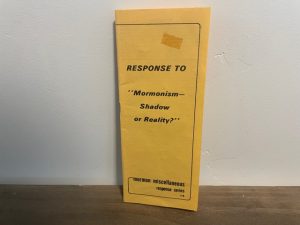 RESPONSE TO
"Mormonism—
Shadow
or Reality?"
mormon miscellaneous
response series